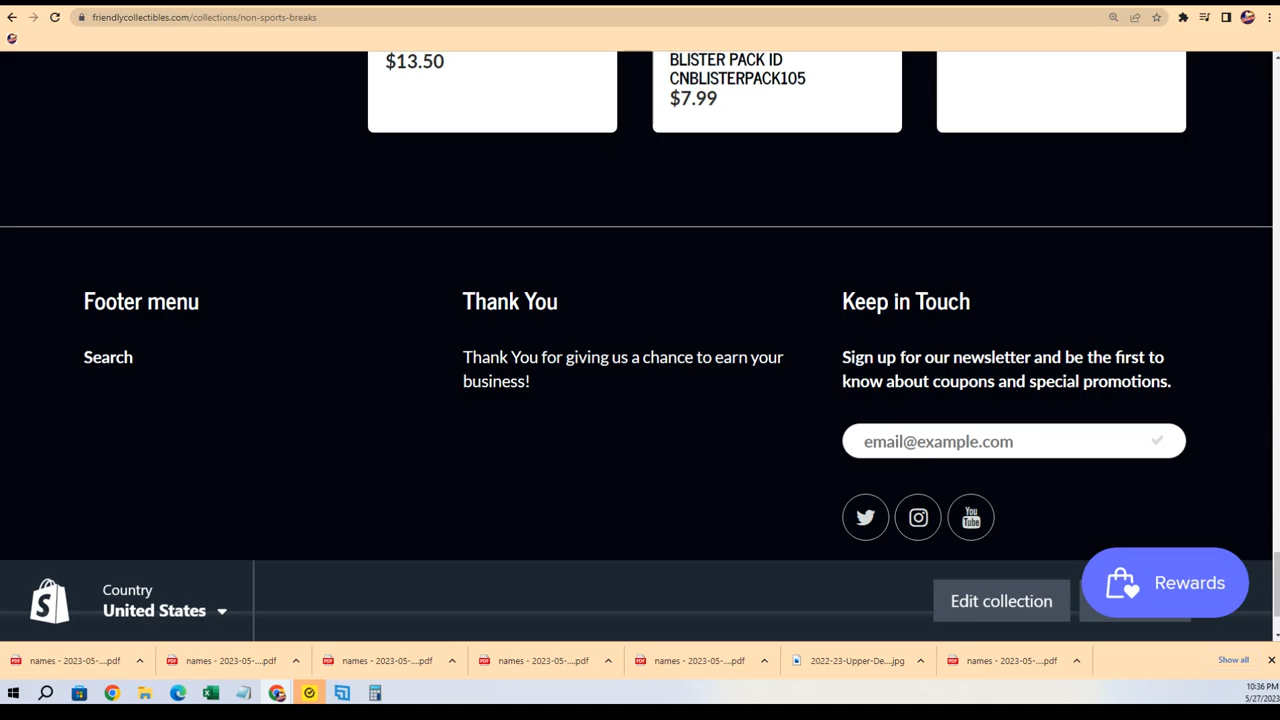 friendlycollectibles.com/collections/non-sports-breaks
$13.50
BLISTER PACK ID
CNBLISTERPACK105
$7.99
Footer menu
Search
Thank You
Thank You for giving us a chance to earn your
business!
Keep in Touch
Sign up for our newsletter and be the first to
know about coupons and special promotions.
email@example.com
You
Tube
Country
United States
Edit collection
Rewards
names - 2023-05-....pdf
names - 2023-05-....pdf
names - 2023-05-....pdf
names - 2023-05-....pdf
names - 2023-05-....pdf
2022-23-Upper-De....jpg
names - 2023-05-....pdf
Show all
10:36 PM
5/27/2023